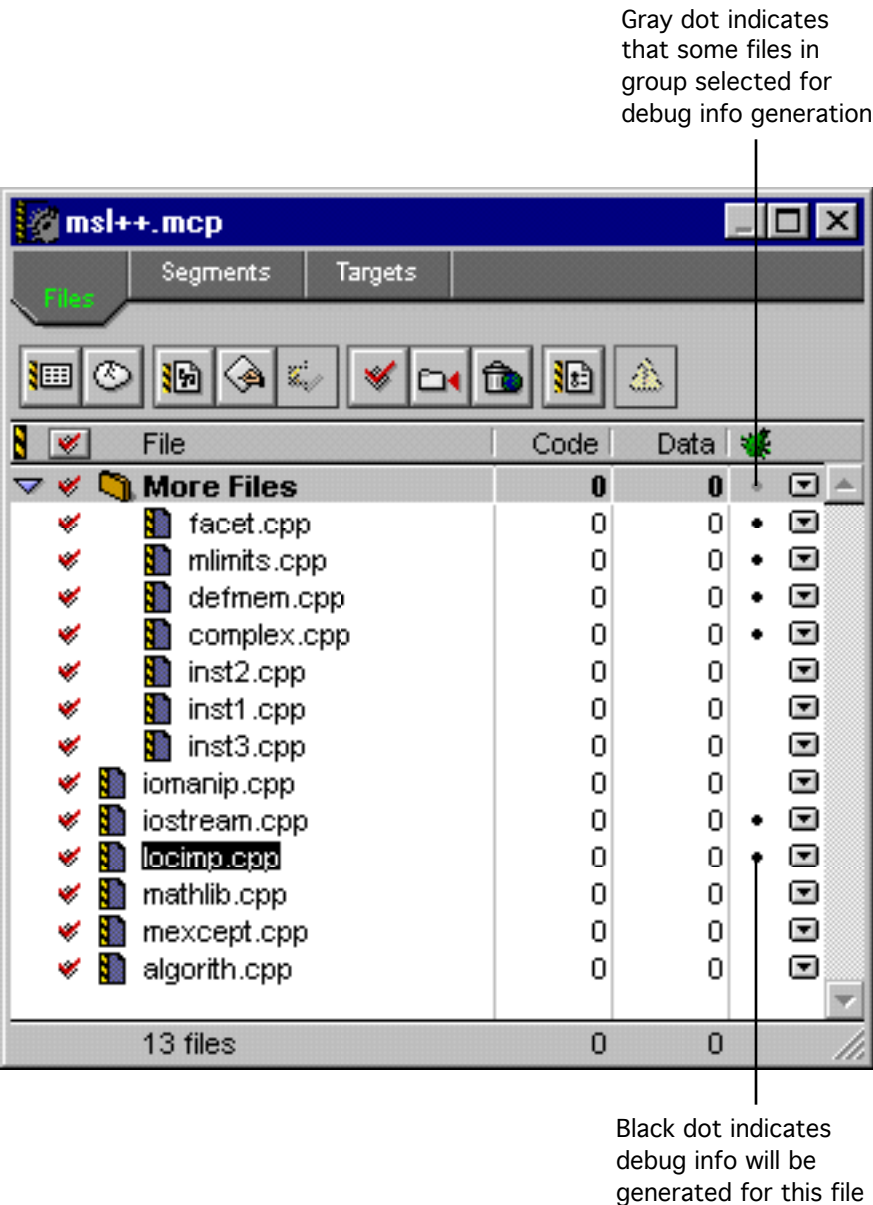 Gray dot indicates
that some files in
group selected for
debug info generation
msl++.mcp
Files Segments Targets
File Code Data
More Files 0 0
facet.cpp 0 0
mlimits.cpp 0 0
defmem.cpp 0 0
complex.cpp 0 0
inst2.cpp 0 0
inst1.cpp 0 0
inst3.cpp 0 0
iomanip.cpp 0 0
iostream.cpp 0 0
locimp.cpp 0 0
mathlib.cpp 0 0
mexcept.cpp 0 0
algorith.cpp 0 0
13 files 0 0
Black dot indicates
debug info will be
generated for this file